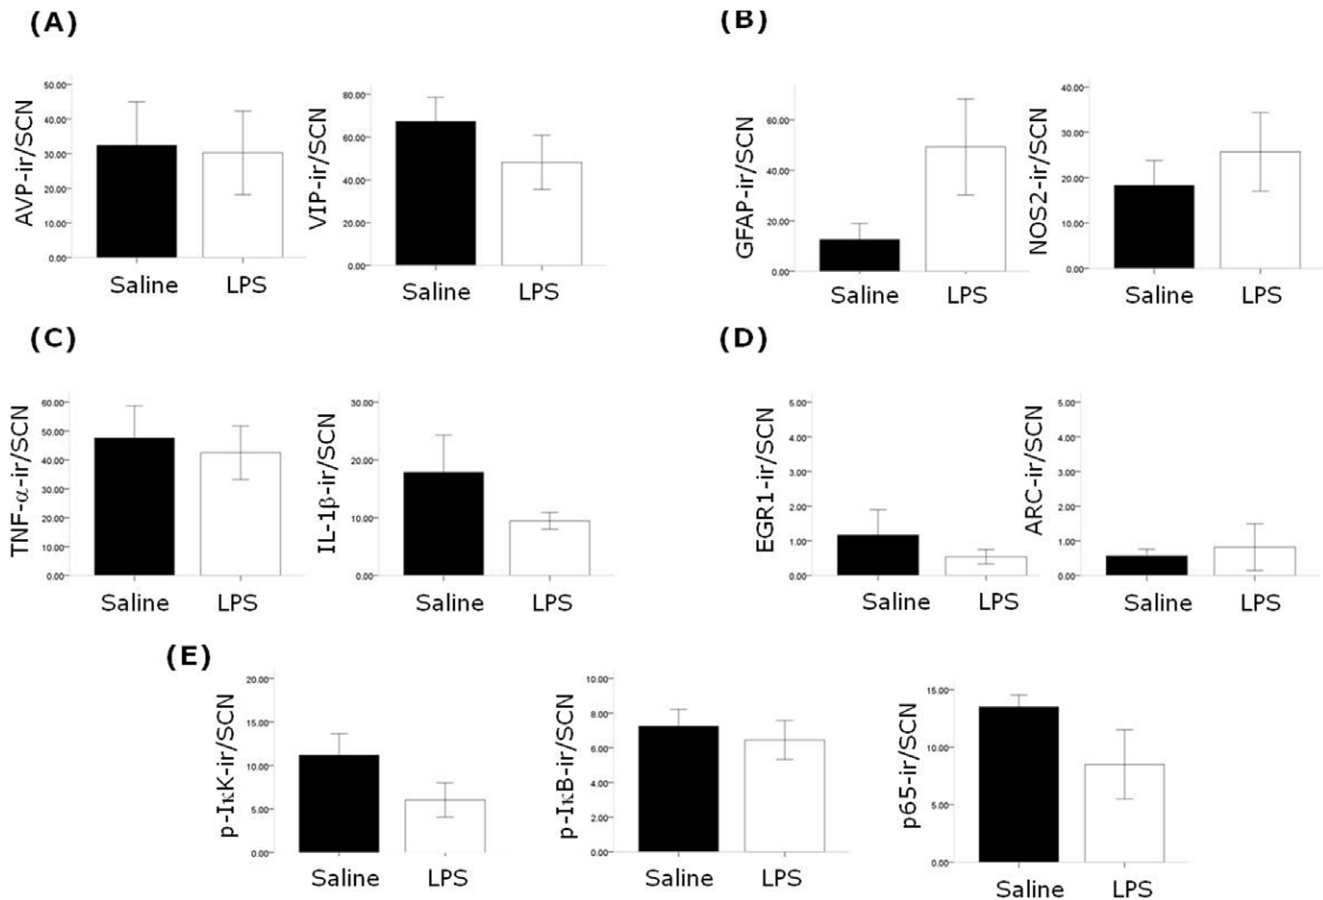 (A)
AVP-ir/SCN
50.00
40.00
30.00
20.00
10.00
0.00
Saline
LPS
VIP-ir/SCN
80.00
60.00
40.00
20.00
0.00
Saline
LPS
(B)
GFAP-ir/SCN
60.00
40.00
20.00
0.00
Saline
LPS
NOS2-ir/SCN
40.00
30.00
20.00
10.00
0.00
Saline
LPS
(C)
TNF-α-ir/SCN
60.00
50.00
40.00
30.00
20.00
10.00
0.00
Saline
LPS
IL-1β-ir/SCN
30.00
20.00
10.00
0.00
Saline
LPS
(D)
EGR1-ir/SCN
5.00
4.00
3.00
2.00
1.00
0.00
Saline
LPS
ARC-ir/SCN
5.00
4.00
3.00
2.00
1.00
0.00
Saline
LPS
(E)
p-IκK-ir/SCN
20.00
15.00
10.00
5.00
0.00
Saline
LPS
p-IκB-ir/SCN
10.00
8.00
6.00
4.00
2.00
0.00
Saline
LPS
p65-ir/SCN
15.00
10.00
5.00
0.00
Saline
LPS